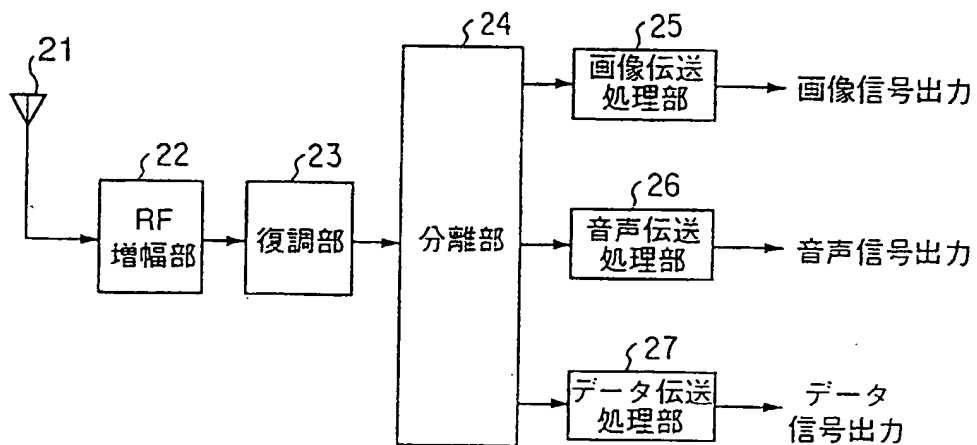 21
22
RF
増幅部
23
復調部
24
分離部
25
画像伝送
処理部
画像信号出力
26
音声伝送
処理部
音声信号出力
27
データ伝送
処理部
データ
信号出力